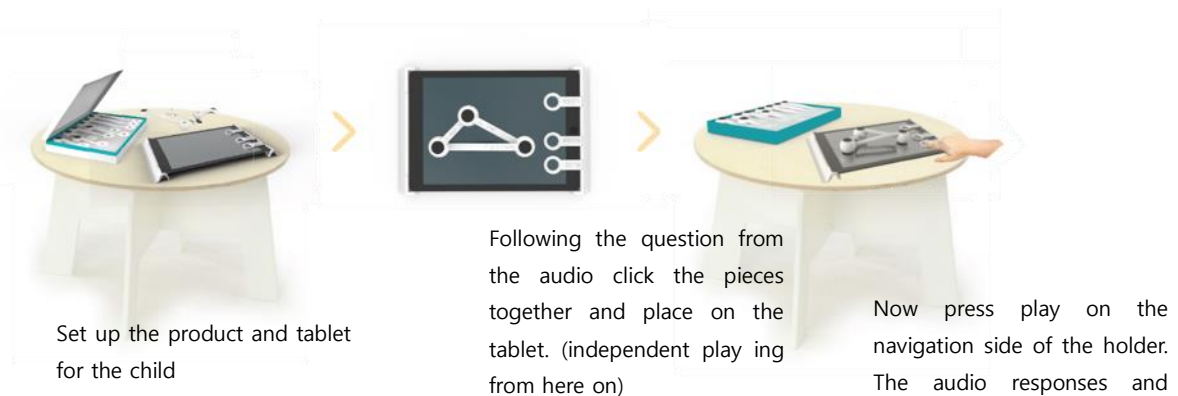 Set up the product and tablet
for the child
Following the question from
the audio click the pieces
together and place on the
tablet. (independent play ing
from here on)
Now press play on the
navigation side of the holder.
The audio responses and